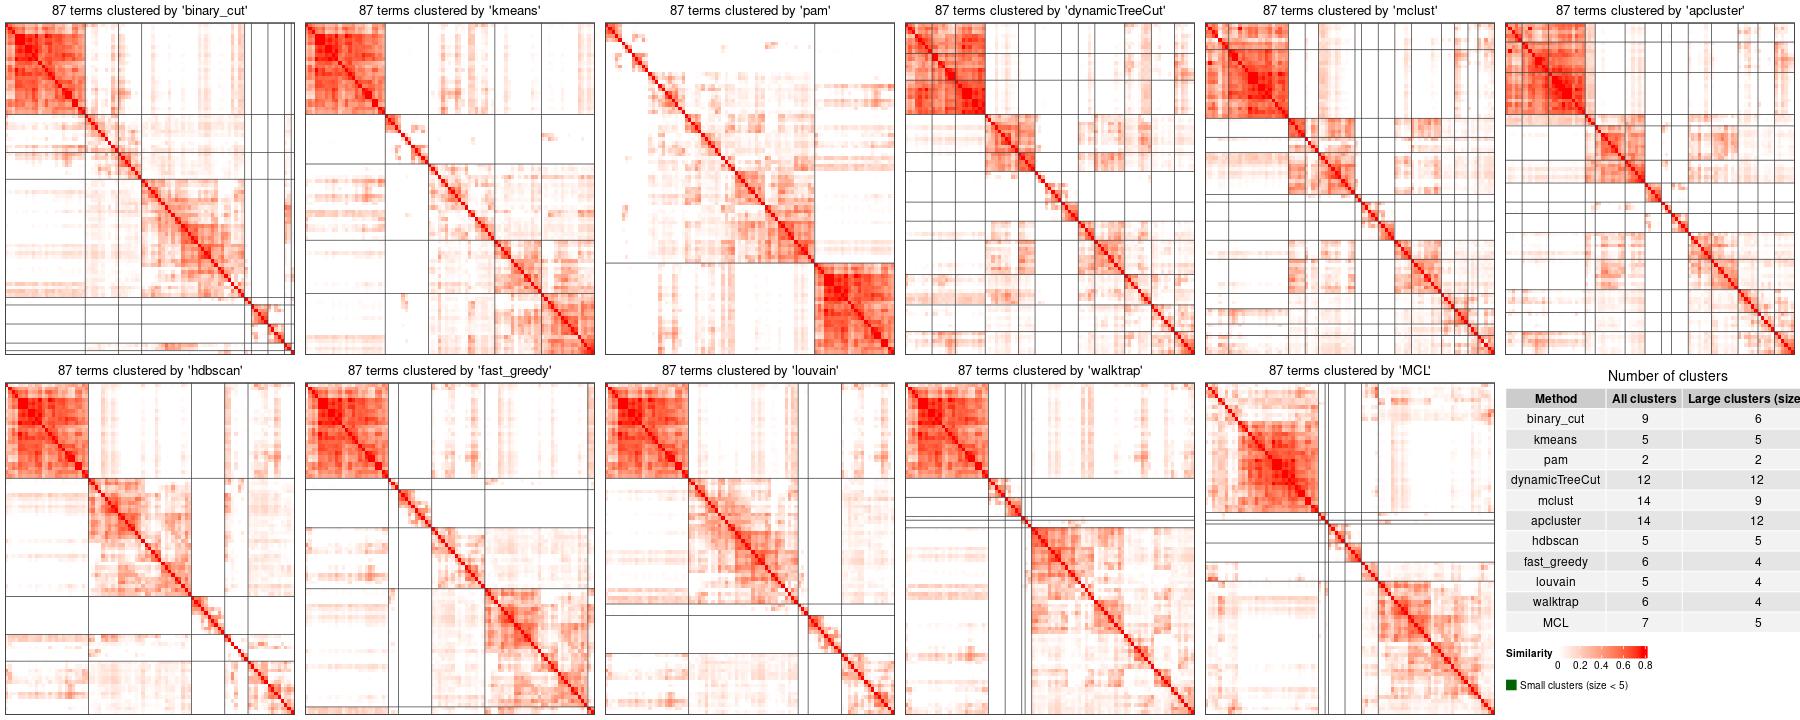 87 terms clustered by 'binary_cut'
87 terms clustered by 'kmeans'
87 terms clustered by 'pam'
87 terms clustered by 'dynamicTreeCut'
87 terms clustered by 'mclust'
87 terms clustered by 'apcluster'
87 terms clustered by 'hdbscan'
87 terms clustered by 'fast_greedy'
87 terms clustered by 'louvain'
87 terms clustered by 'walktrap'
87 terms clustered by 'MCL'
Number of clusters
Method All clusters Large clusters (size
binary_cut 9 6
kmeans 5 5
pam 2 2
dynamicTreeCut 12 12
mclust 14 9
apcluster 14 12
hdbscan 5 5
fast_greedy 6 4
louvain 5 4
walktrap 6 4
MCL 7 5
Similarity
0 0.2 0.4 0.6 0.8
Small clusters (size < 5)